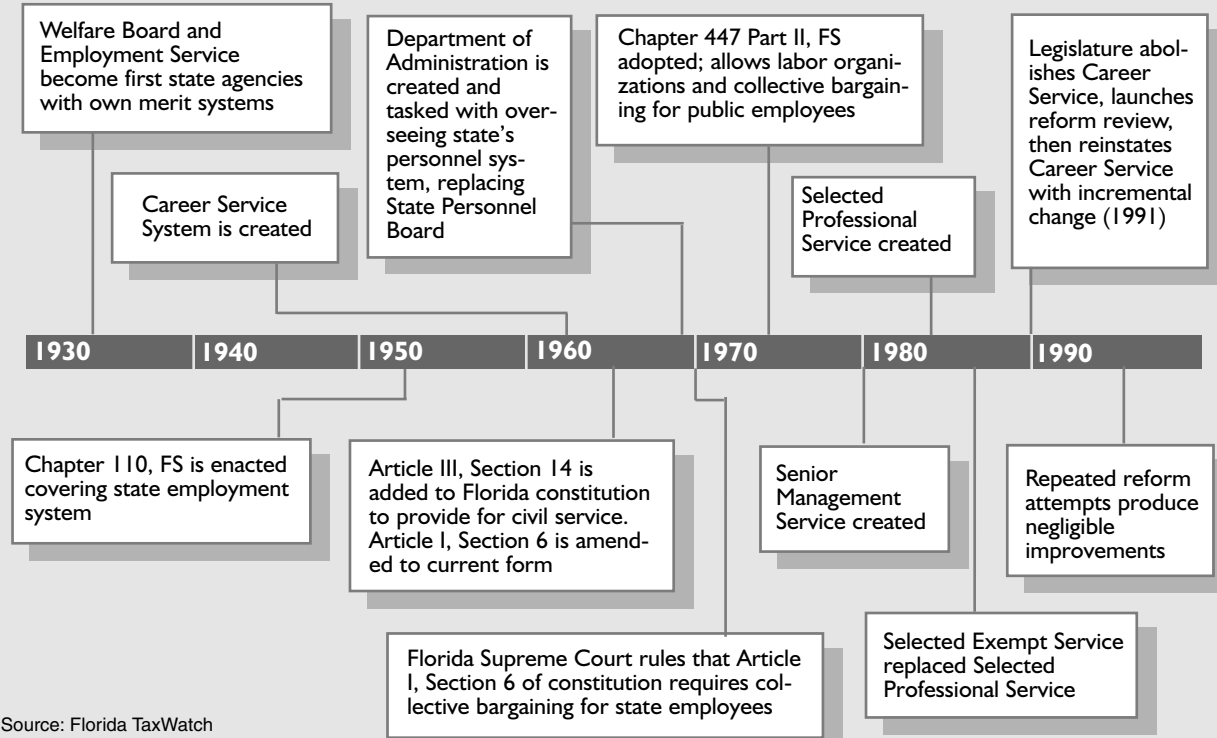 Welfare Board and
Employment Service
become first state agencies
with own merit systems
Career Service
System is created
Department of
Administration is
created and
tasked with over-
seeing state's
personnel sys-
tem, replacing
State Personnel
Board
Chapter 447 Part II, FS
adopted; allows labor organi-
zations and collective bargain-
ing for public employees
Selected
Professional
Service created
Legislature abol-
ishes Career
Service, launches
reform review,
then reinstates
Career Service
with incremental
change (1991)
1930 1940 1950 1960 1970 1980 1990
Chapter 110, FS is enacted
covering state employment
system
Article III, Section 14 is
added to Florida constitution
to provide for civil service.
Article I, Section 6 is amend-
ed to current form
Florida Supreme Court rules that Article
I, Section 6 of constitution requires col-
lective bargaining for state employees
Senior
Management
Service created
Selected Exempt Service
replaced Selected
Professional Service
Repeated reform
attempts produce
negligible
improvements
Source: Florida TaxWatch